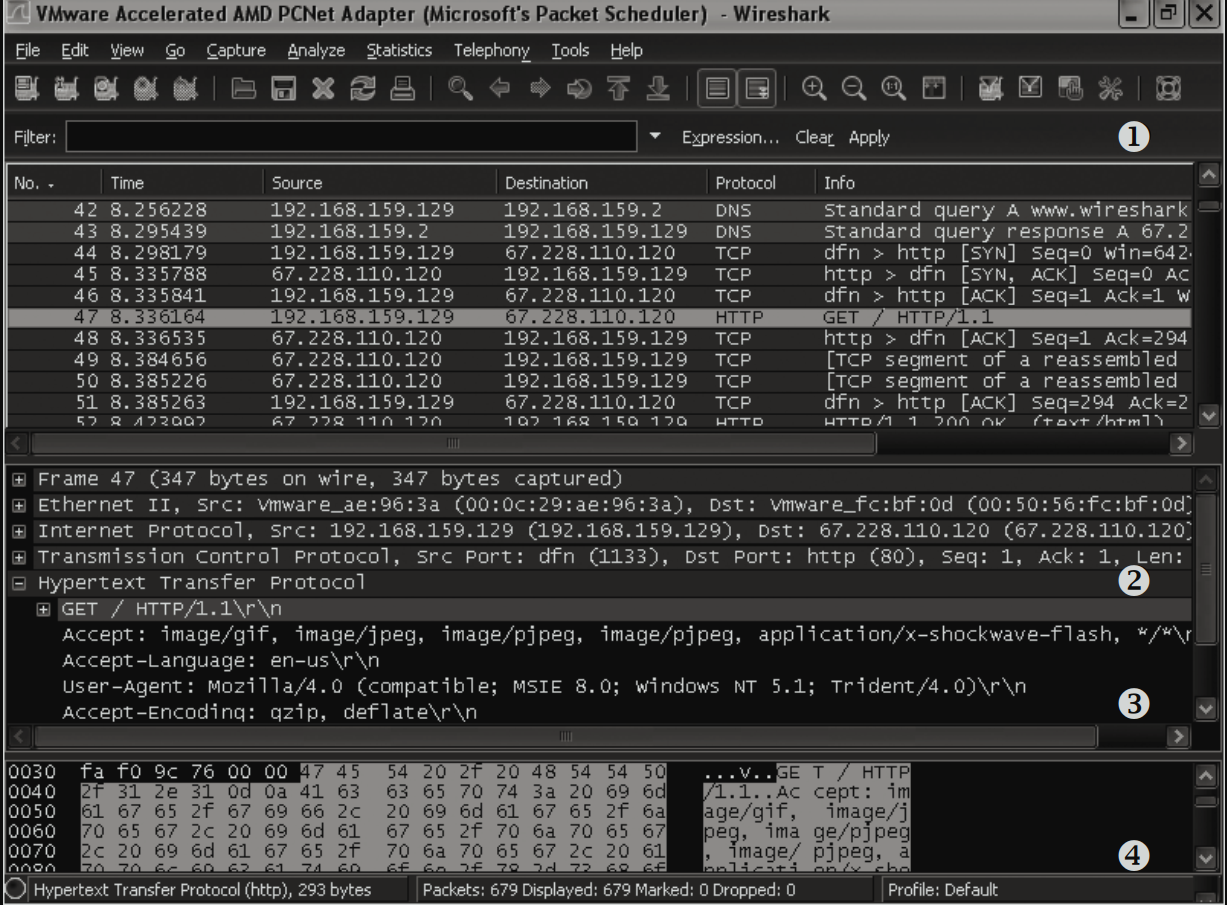 VMware Accelerated AMD PCNet Adapter (Microsoft's Packet Scheduler) - Wireshark
File Edit View Go Capture Analyze Statistics Telephony Tools Help
Filter: Expression... Clear Apply 1
No. Time Source Destination Protocol Info
42 8.256228 192.168.159.129 192.168.159.2 DNS Standard query A www.wireshark
43 8.295439 192.168.159.2 192.168.159.129 DNS Standard query response A 67.2
44 8.298179 192.168.159.129 67.228.110.120 TCP dfn > http [SYN] Seq=0 Win=642
45 8.335788 67.228.110.120 192.168.159.129 TCP http > dfn [SYN, ACK] Seq=0 Ac
46 8.335841 192.168.159.129 67.228.110.120 TCP dfn > http [ACK] Seq=1 Ack=1 W
47 8.336164 192.168.159.129 67.228.110.120 HTTP GET / HTTP/1.1
48 8.336535 67.228.110.120 192.168.159.129 TCP http > dfn [ACK] Seq=1 Ack=294
49 8.384656 67.228.110.120 192.168.159.129 TCP [TCP segment of a reassembled
50 8.385226 67.228.110.120 192.168.159.129 TCP [TCP segment of a reassembled
51 8.385263 192.168.159.129 67.228.110.120 TCP dfn > http [ACK] Seq=294 Ack=2
52 8.423992 67.228.110.120 192.168.159.129 HTTP HTTP/1.1 200 OK (text/html)
Frame 47 (347 bytes on wire, 347 bytes captured)
Ethernet II, Src: Vmware_ae:96:3a (00:0c:29:ae:96:3a), Dst: Vmware_fc:bf:0d (00:50:56:fc:bf:0d)
Internet Protocol, Src: 192.168.159.129 (192.168.159.129), Dst: 67.228.110.120 (67.228.110.120)
Transmission Control Protocol, Src Port: dfn (1133), Dst Port: http (80), Seq: 1, Ack: 1, Len:
Hypertext Transfer Protocol 2
GET / HTTP/1.1\r\n
Accept: image/gif, image/jpeg, image/pjpeg, image/pjpeg, application/x-shockwave-flash, */*\r
Accept-Language: en-us\r\n
User-Agent: Mozilla/4.0 (compatible; MSIE 8.0; Windows NT 5.1; Trident/4.0)\r\n
Accept-Encoding: gzip, deflate\r\n 3
0030 fa f0 9c 76 00 00 47 45 54 20 2f 20 48 54 54 50 ...v..GE T / HTTP
0040 2f 31 2e 31 0d 0a 41 63 63 65 70 74 3a 20 69 6d /1.1..Ac cept: im
0050 61 67 65 2f 67 69 66 2c 20 69 6d 61 67 65 2f 6a age/gif, image/j
0060 70 65 67 2c 20 69 6d 61 67 65 2f 70 6a 70 65 67 peg, ima ge/pjpeg
0070 2c 20 69 6d 61 67 65 2f 70 6a 70 65 67 2c 20 61 , image/ pjpeg, a
0080 70 70 6c 69 63 61 74 69 6f 6e 2f 78 2d 73 68 6f pplicati on/x-sho
4
Hypertext Transfer Protocol (http), 293 bytes Packets: 679 Displayed: 679 Marked: 0 Dropped: 0 Profile: Default